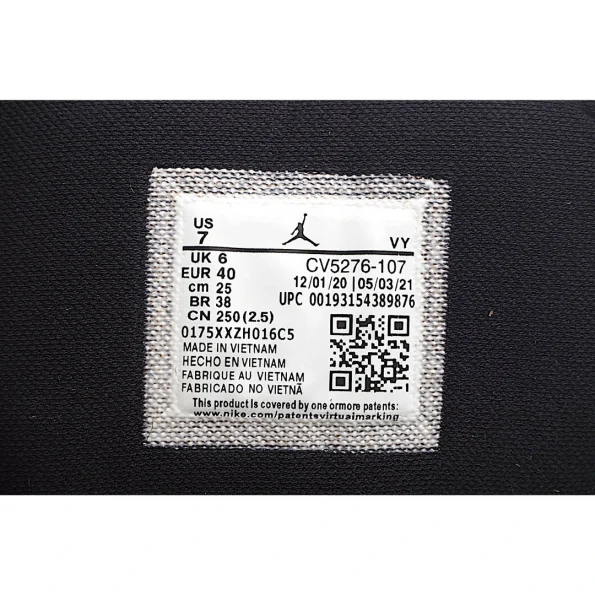 US
7
VY
UK 6
EUR 40
cm 25
BR 38
CN 250 (2.5)
CV5276-107
12/01/20 | 05/03/21
UPC 00193154389876
0175XXZH016C5
MADE IN VIETNAM
HECHO EN VIETNAM
FABRIQUE AU VIETNAM
FABRICADO NO VIETNÃ
This product is covered by one ormore patents:
www.nike.com/patentsvirtualmarking